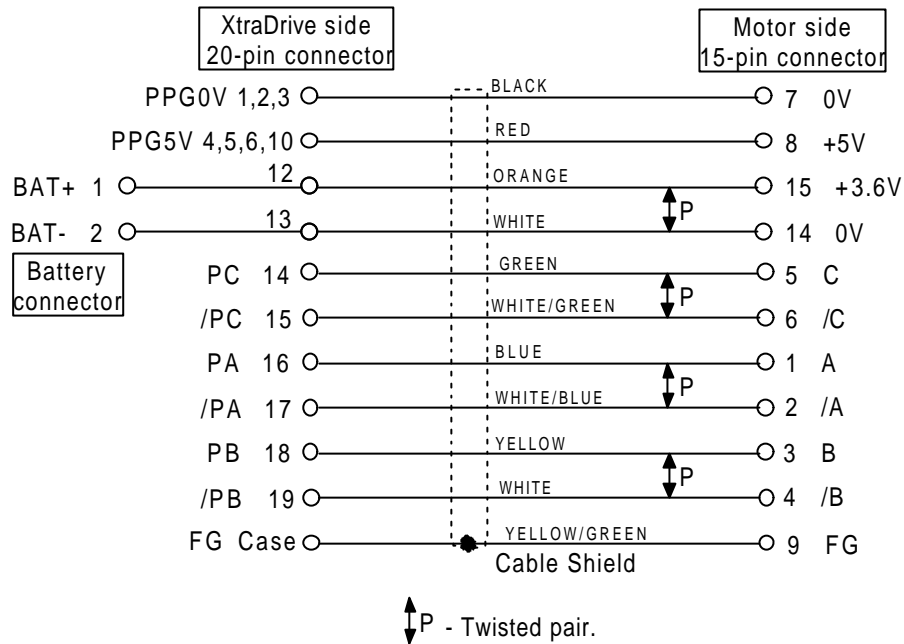 XtraDrive side
20-pin connector
Motor side
15-pin connector
PPG0V 1,2,3 BLACK 7 0V
PPG5V 4,5,6,10 RED 8 +5V
BAT+ 1 12 ORANGE 15 +3.6V
P
BAT- 2 13 WHITE 14 0V
Battery
connector
PC 14 GREEN 5 C
P
/PC 15 WHITE/GREEN 6 /C
PA 16 BLUE 1 A
P
/PA 17 WHITE/BLUE 2 /A
PB 18 YELLOW 3 B
P
/PB 19 WHITE 4 /B
FG Case YELLOW/GREEN 9 FG
Cable Shield
P - Twisted pair.